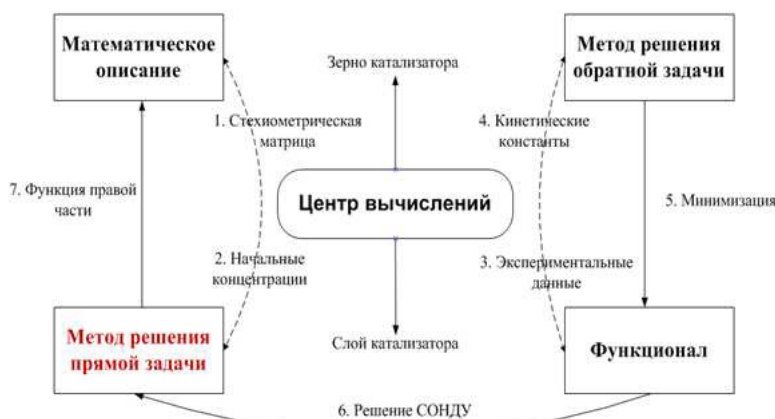 Математическое
описание
Метод решения
обратной задачи
Зерно катализатора
1. Стехиометрическая
матрица
4. Кинетические
константы
7. Функция правой
части
Центр вычислений
5. Минимизация
2. Начальные
концентрации
3. Экспериментальные
данные
Метод решения
прямой задачи
Слой катализатора
Функционал
6. Решение СОНДУ